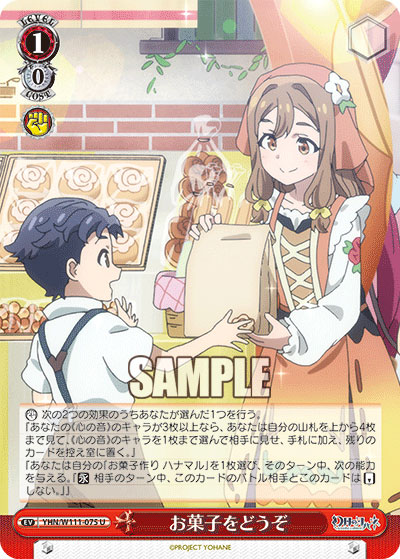 LEVEL
1
0
COST
SAMPLE
次の2つの効果のうちあなたが選んだ1つを行う。
「あなたの《心の音》のキャラが3枚以上なら、あなたは自分の山札を上から4枚
まで見て、《心の音》のキャラを1枚まで選んで相手に見せ、手札に加え、残りの
カードを控え室に置く。」
「あなたは自分の「お菓子作り ハナマル」を1枚選び、そのターン中、次の能力
を与える。『【永】 相手のターン中、このカードのバトル相手とこのカードは【
しない。』」
EV
YHN/W111-075 U
お菓子をどうぞ
©PROJECT YOHANE